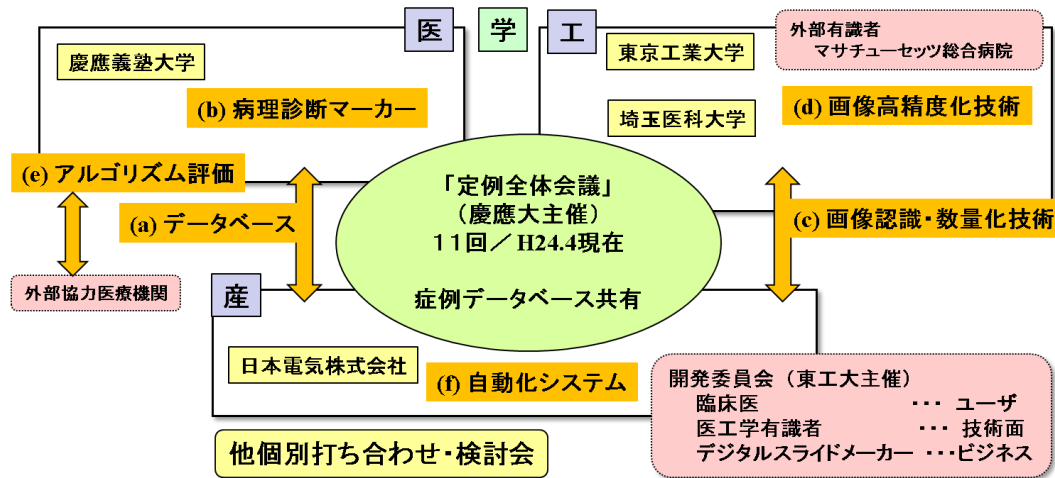 医
学
工
慶應義塾大学
(b) 病理診断マーカー
(e) アルゴリズム評価
(a) データベース
外部協力医療機関
東京工業大学
埼玉医科大学
外部有識者
マサチューセッツ総合病院
(d) 画像高精度化技術
(c) 画像認識・数量化技術
「定例全体会議」
（慶應大主催）
１１回／H24.4現在
症例データベース共有
産
日本電気株式会社
(f) 自動化システム
開発委員会（東工大主催）
臨床医 ･･･ ユーザ
医工学有識者 ･･･ 技術面
デジタルスライドメーカー ･･･ビジネス
他個別打ち合わせ・検討会